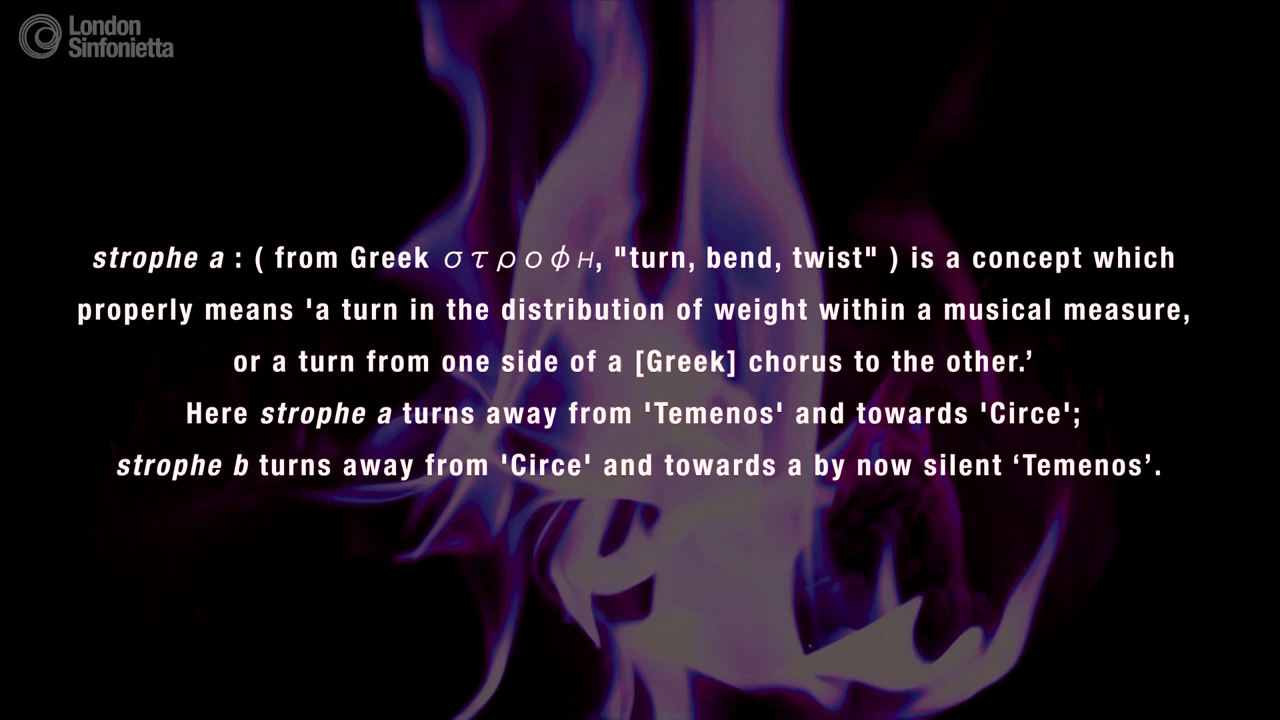 London
Sinfonietta
strophe a : ( from Greek σ τ ρ ο φ η, "turn, bend, twist" ) is a concept which
properly means 'a turn in the distribution of weight within a musical measure,
or a turn from one side of a [Greek] chorus to the other.’
Here strophe a turns away from 'Temenos' and towards 'Circe';
strophe b turns away from 'Circe' and towards a by now silent ‘Temenos’.